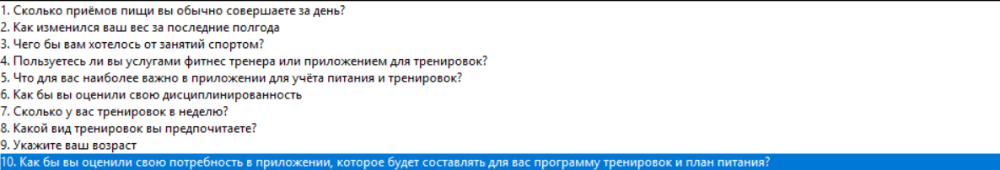 1. Сколько приёмов пищи вы обычно совершаете за день?
2. Как изменился ваш вес за последние полгода
3. Чего бы вам хотелось от занятий спортом?
4. Пользуетесь ли вы услугами фитнес тренера или приложением для тренировок?
5. Что для вас наиболее важно в приложении для учёта питания и тренировок?
6. Как бы вы оценили свою дисциплинированность
7. Сколько у вас тренировок в неделю?
8. Какой вид тренировок вы предпочитаете?
9. Укажите ваш возраст
10. Как бы вы оценили свою потребность в приложении, которое будет составлять для вас программу тренировок и план питания?